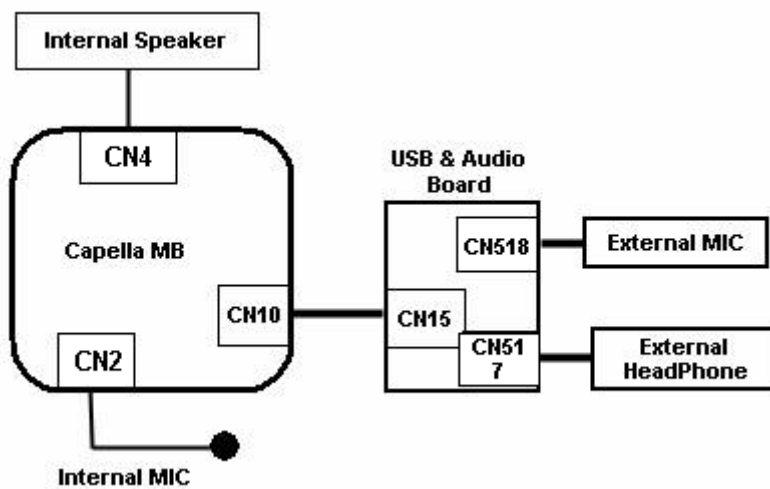 Internal Speaker
CN4
USB & Audio
Board
CN518
External MIC
Capella MB
CN10
CN15
CN2
CN51
7
External
HeadPhone
Internal MIC